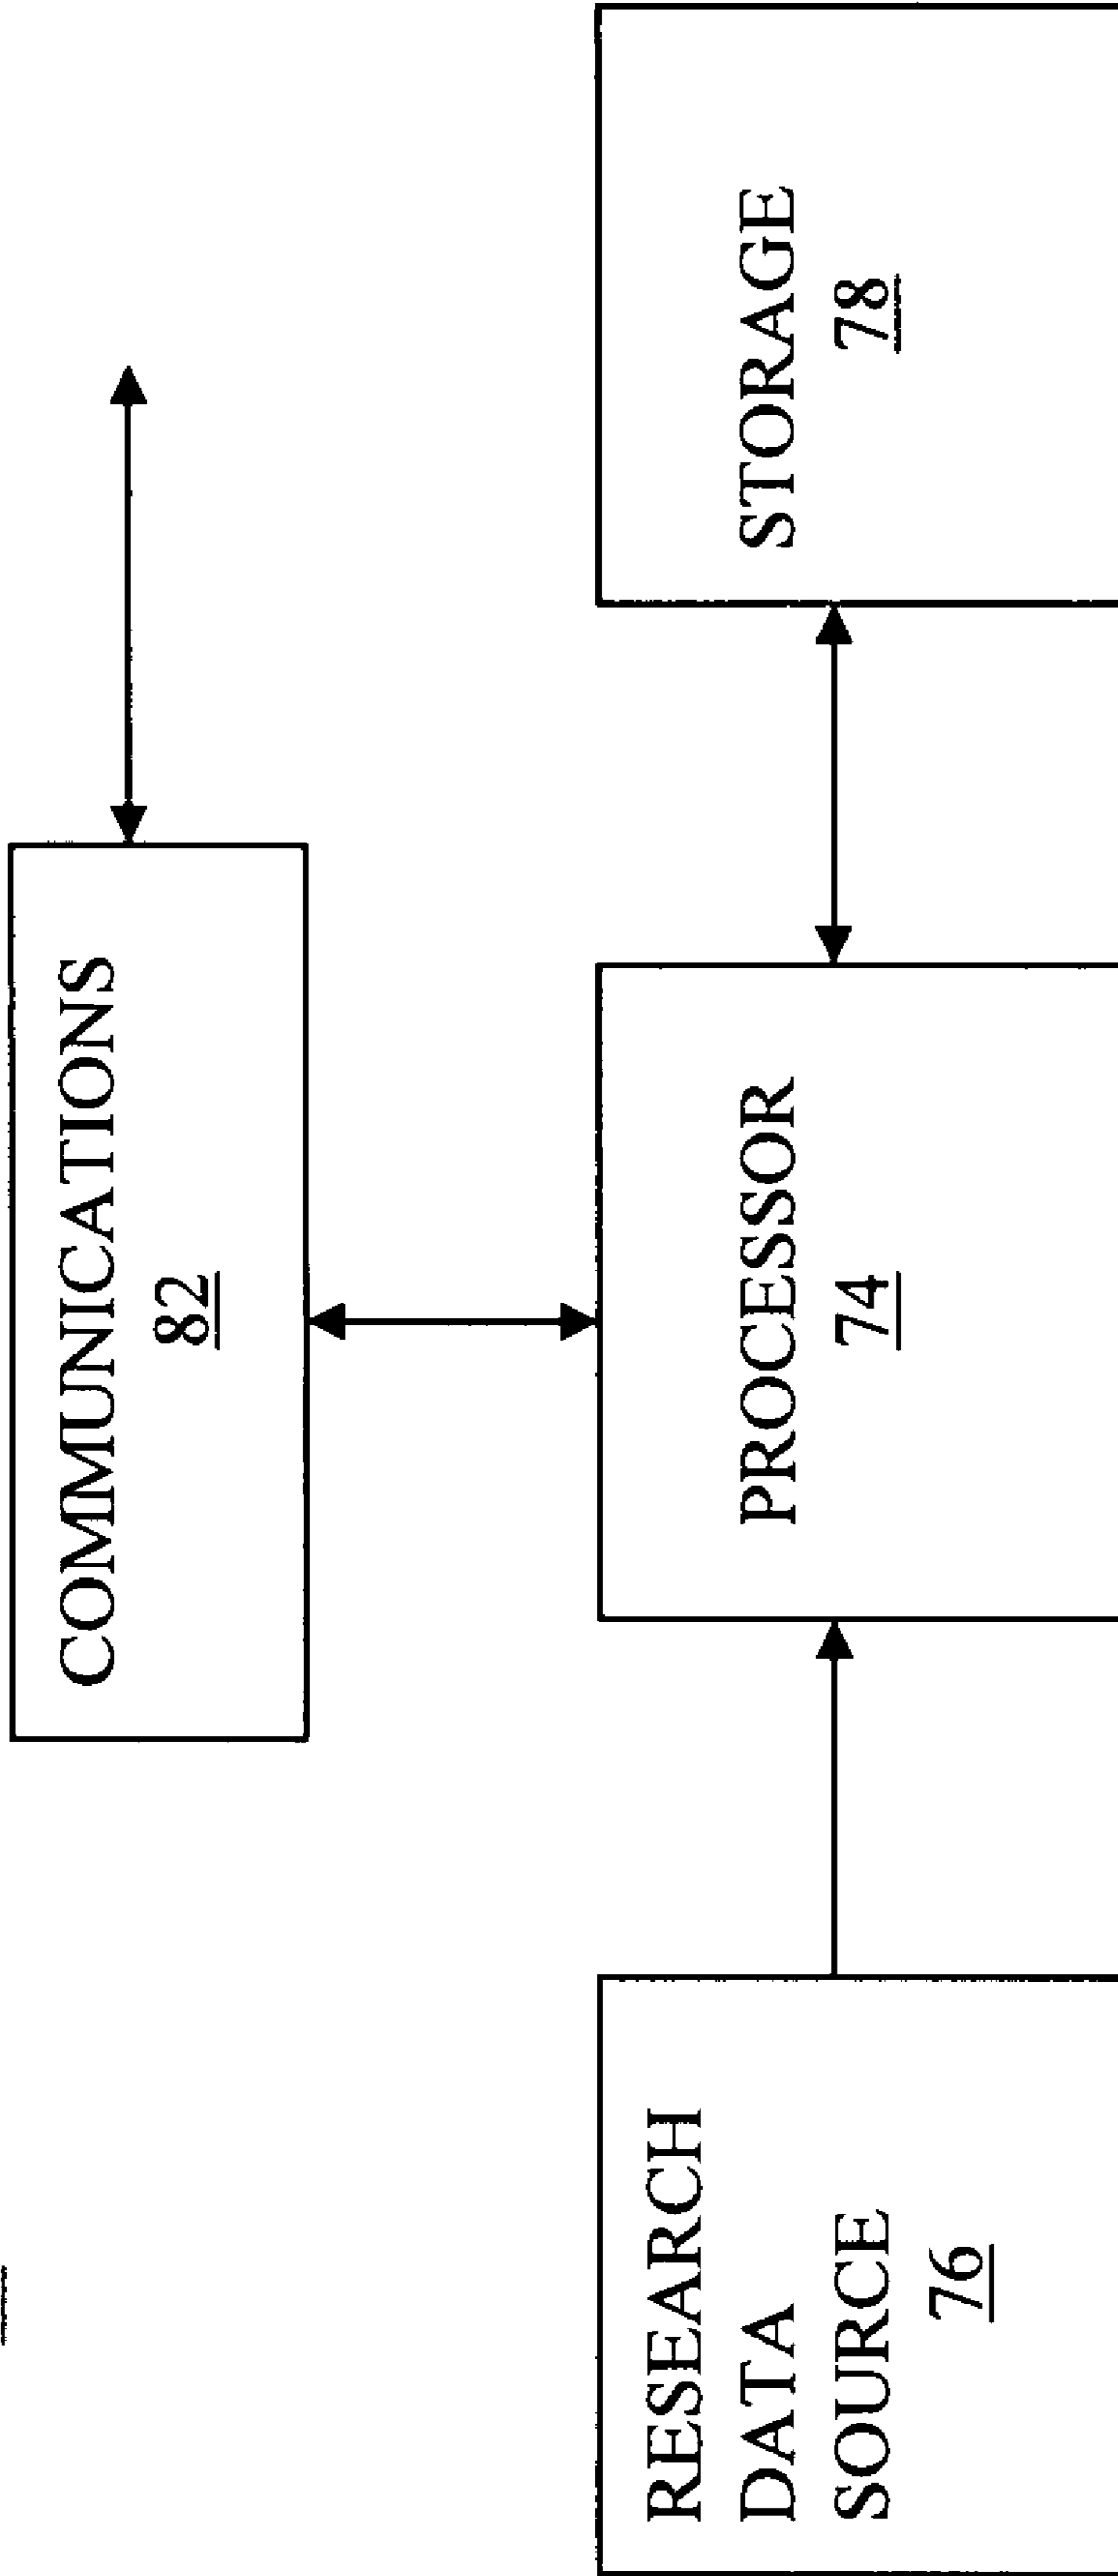 COMMUNICATIONS
82
RESEARCH
DATA
SOURCE
76
PROCESSOR
74
STORAGE
78